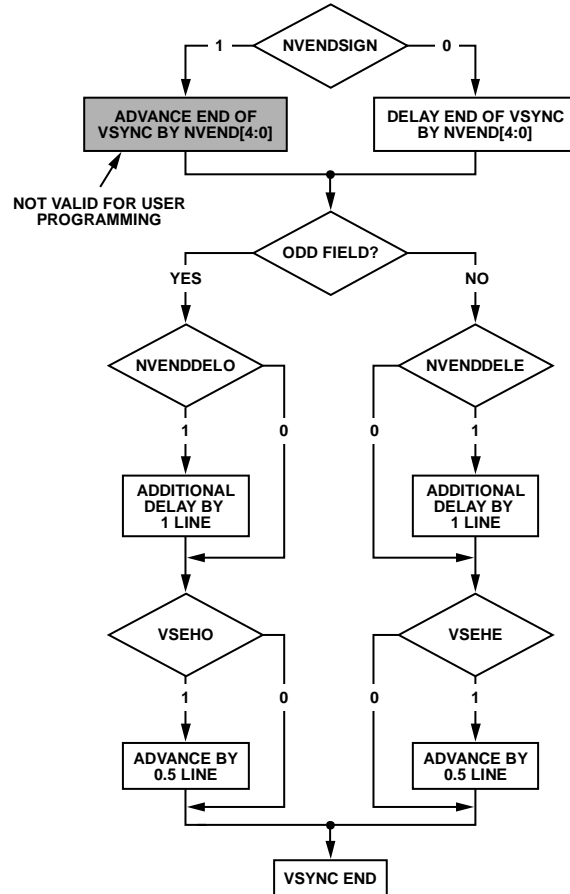 NVENDSIGN
1
0
ADVANCE END OF
VSYNC BY NVEND[4:0]
DELAY END OF VSYNC
BY NVEND[4:0]
NOT VALID FOR USER
PROGRAMMING
ODD FIELD?
YES
NO
NVENDDELO
NVENDDELE
1
0
0
1
ADDITIONAL
DELAY BY
1 LINE
ADDITIONAL
DELAY BY
1 LINE
VSEHO
VSEHE
1
0
0
1
ADVANCE BY
0.5 LINE
ADVANCE BY
0.5 LINE
VSYNC END